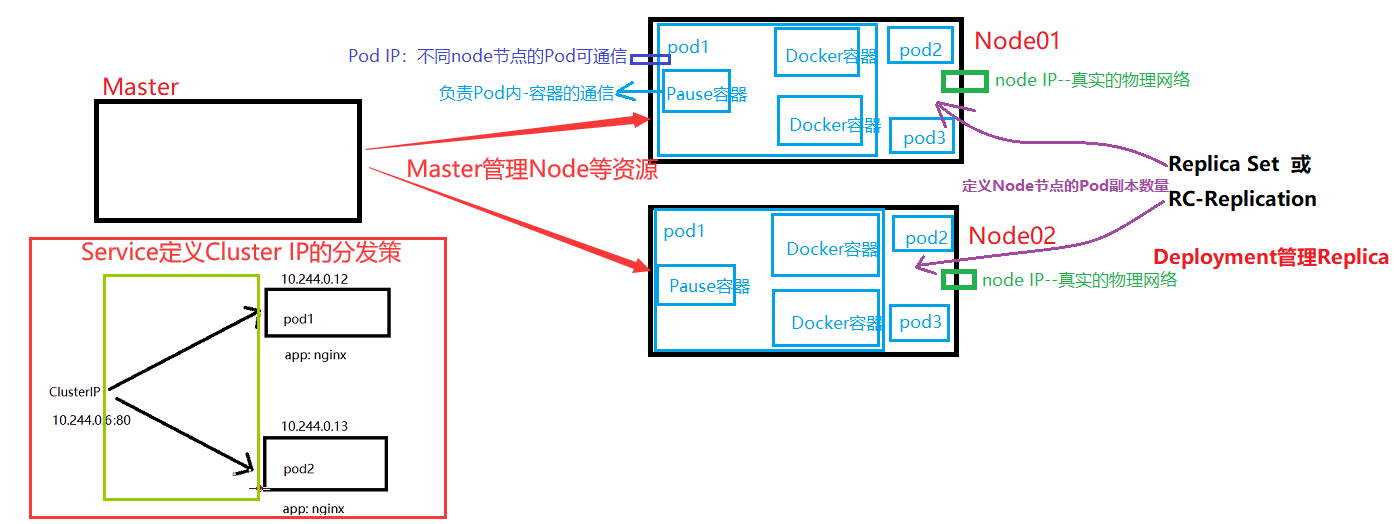 Master
Master管理Node等资源
Pod IP：不同node节点的Pod可通信
负责Pod内-容器的通信
pod1
Pause容器
Docker容器
Docker容器
pod2
pod3
Node01
node IP--真实的物理网络
Replica Set 或
RC-Replication
定义Node节点的Pod副本数量
Deployment管理Replica
pod1
Pause容器
Docker容器
Docker容器
pod2
pod3
Node02
node IP--真实的物理网络
Service定义Cluster IP的分发策
10.244.0.12
pod1
app: nginx
ClusterIP
10.244.0.6:80
10.244.0.13
pod2
app: nginx